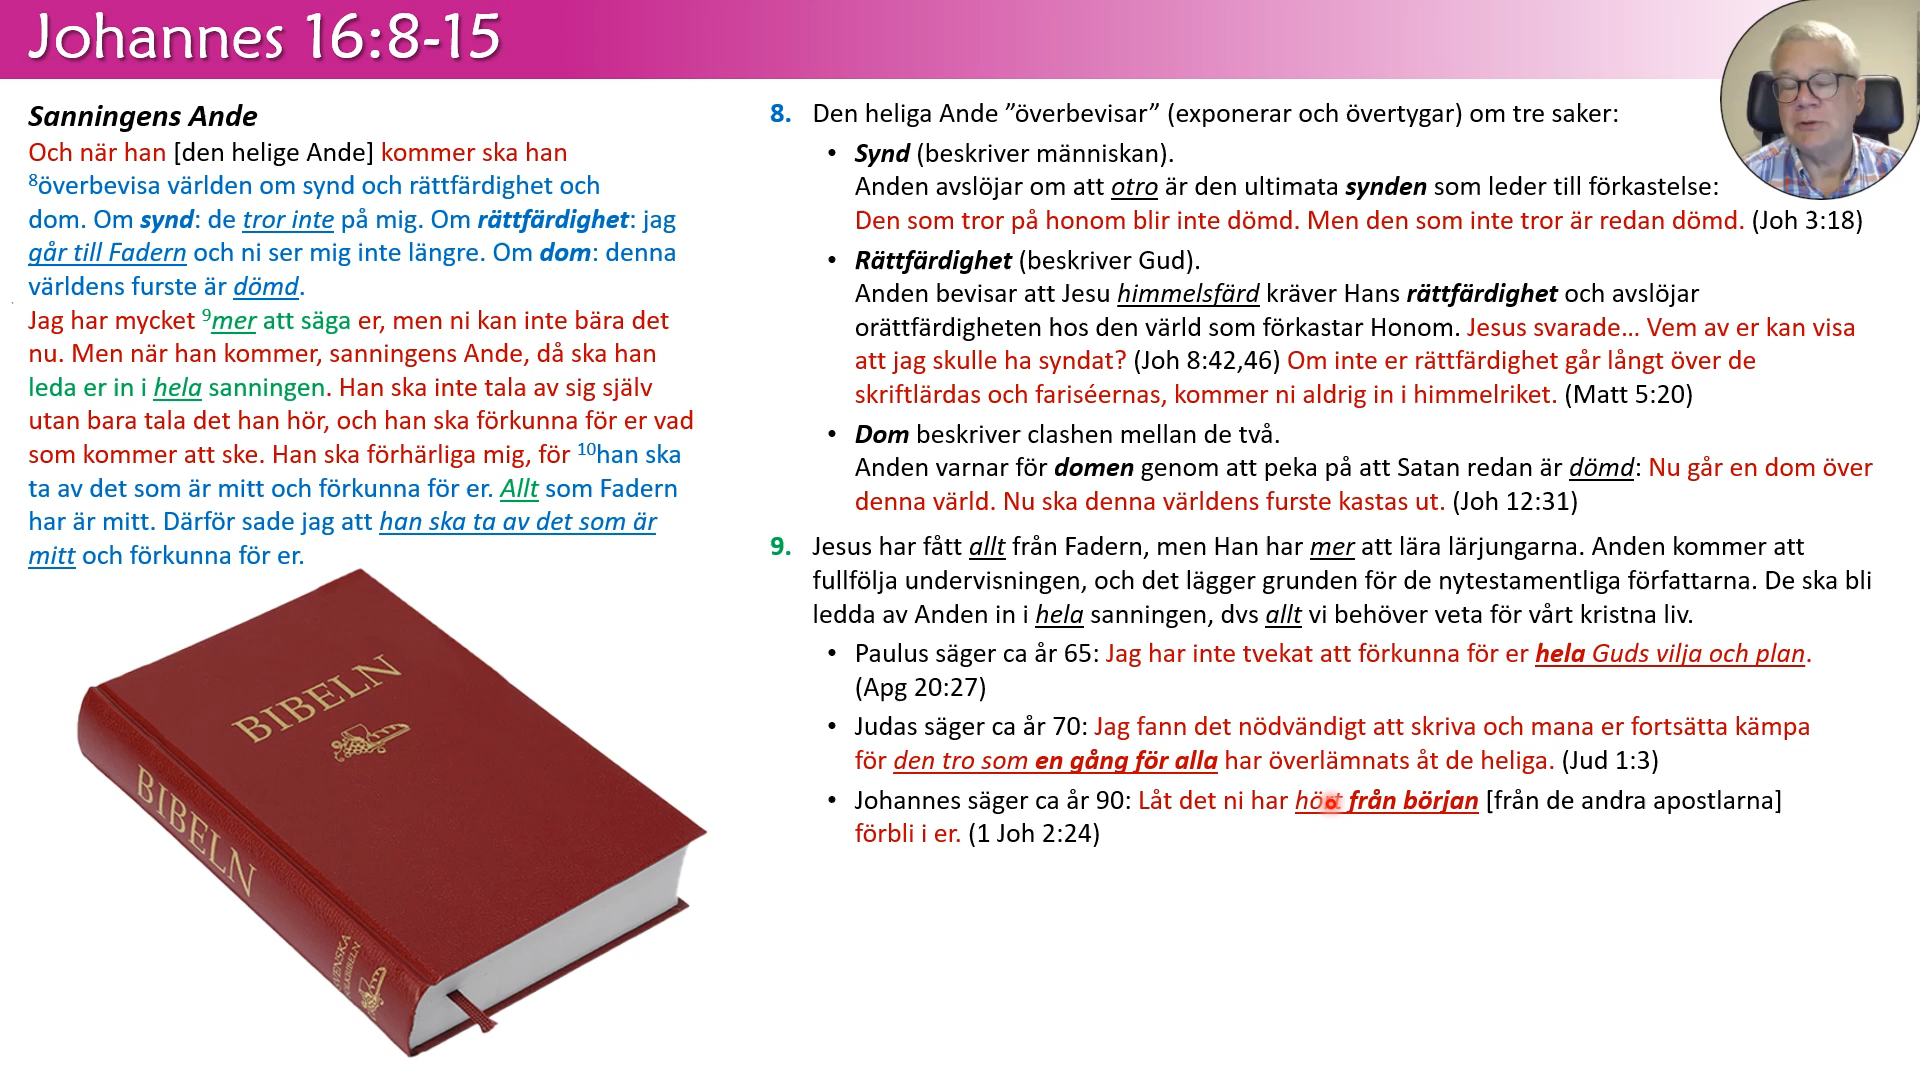 Johannes 16:8-15
Sanningens Ande
Och när han [den helige Ande] kommer ska han
8överbevisa världen om synd och rättfärdighet och
dom. Om synd: de tror inte på mig. Om rättfärdighet: jag
går till Fadern och ni ser mig inte längre. Om dom: denna
världens furste är dömd.
Jag har mycket 9mer att säga er, men ni kan inte bära det
nu. Men när han kommer, sanningens Ande, då ska han
leda er in i hela sanningen. Han ska inte tala av sig själv
utan bara tala det han hör, och han ska förkunna för er vad
som kommer att ske. Han ska förhärliga mig, för 10han ska
ta av det som är mitt och förkunna för er. Allt som Fadern
har är mitt. Därför sade jag att han ska ta av det som är
mitt och förkunna för er.
BIBELN
BIBELN
8. Den heliga Ande ”överbevisar” (exponerar och övertygar) om tre saker:
• Synd (beskriver människan).
Anden avslöjar om att otro är den ultimata synden som leder till förkastelse:
Den som tror på honom blir inte dömd. Men den som inte tror är redan dömd. (Joh 3:18)
• Rättfärdighet (beskriver Gud).
Anden bevisar att Jesu himmelsfärd kräver Hans rättfärdighet och avslöjar
orättfärdigheten hos den värld som förkastar Honom. Jesus svarade... Vem av er kan visa
att jag skulle ha syndat? (Joh 8:42,46) Om inte er rättfärdighet går långt över de
skriftlärdas och fariséernas, kommer ni aldrig in i himmelriket. (Matt 5:20)
• Dom beskriver clashen mellan de två.
Anden varnar för domen genom att peka på att Satan redan är dömd: Nu går en dom över
denna värld. Nu ska denna världens furste kastas ut. (Joh 12:31)
9. Jesus har fått allt från Fadern, men Han har mer att lära lärjungarna. Anden kommer att
fullfölja undervisningen, och det lägger grunden för de nytestamentliga författarna. De ska bli
ledda av Anden in i hela sanningen, dvs allt vi behöver veta för vårt kristna liv.
• Paulus säger ca år 65: Jag har inte tvekat att förkunna för er hela Guds vilja och plan.
(Apg 20:27)
• Judas säger ca år 70: Jag fann det nödvändigt att skriva och mana er fortsätta kämpa
för den tro som en gång för alla har överlämnats åt de heliga. (Jud 1:3)
• Johannes säger ca år 90: Låt det ni har hört från början [från de andra apostlarna]
förbli i er. (1 Joh 2:24)